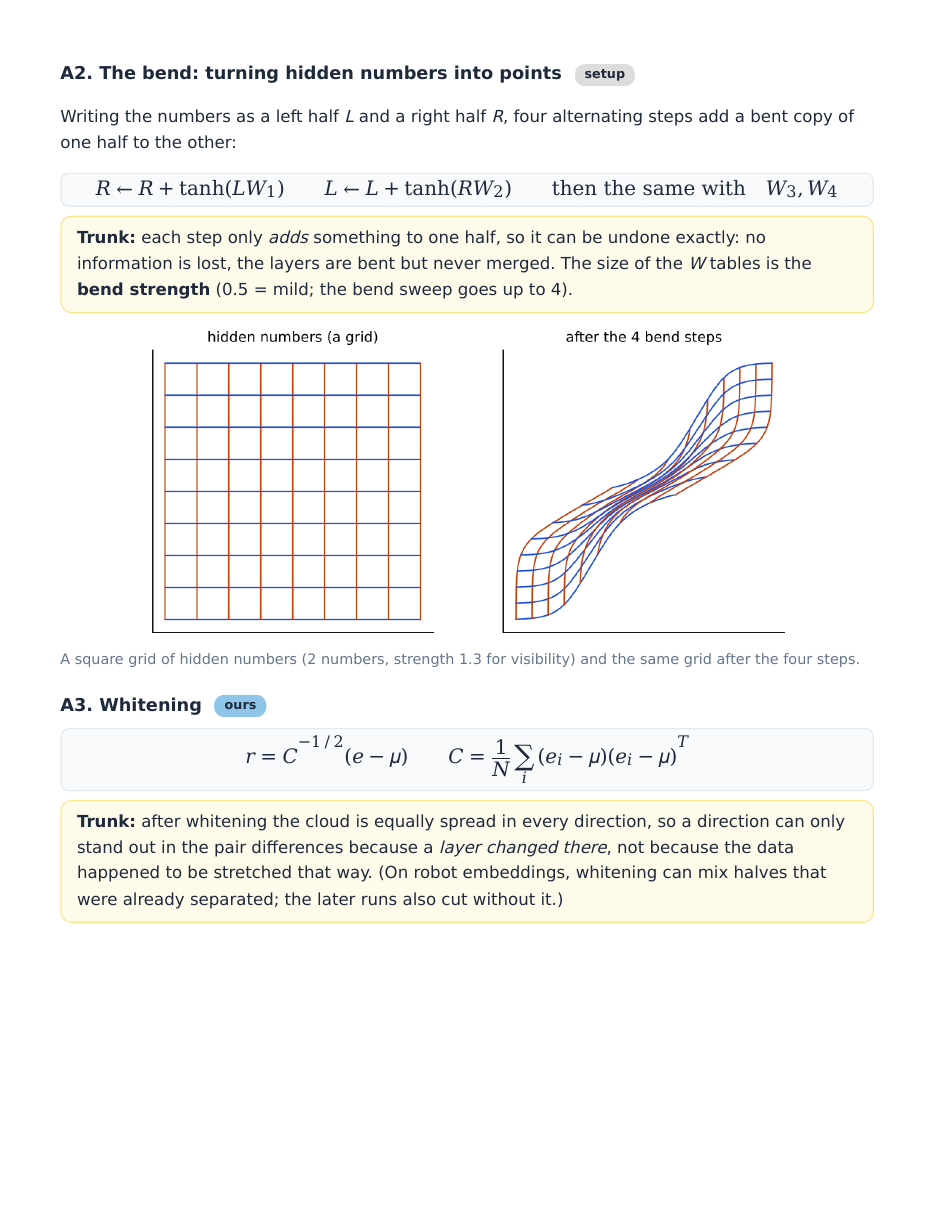 A2. The bend: turning hidden numbers into points setup
Writing the numbers as a left half L and a right half R, four alternating steps add a bent copy of
one half to the other:
R ← R + tanh(LW₁) L ← L + tanh(RW₂) then the same with W₃, W₄
Trunk: each step only adds something to one half, so it can be undone exactly: no
information is lost, the layers are bent but never merged. The size of the W tables is the
bend strength (0.5 = mild; the bend sweep goes up to 4).
hidden numbers (a grid) after the 4 bend steps
A square grid of hidden numbers (2 numbers, strength 1.3 for visibility) and the same grid after the four steps.
A3. Whitening ours
r = C^{−1/2}(e − μ) C = \frac{1}{N} ∑_i (e_i − μ)(e_i − μ)^T
Trunk: after whitening the cloud is equally spread in every direction, so a direction can only
stand out in the pair differences because a layer changed there, not because the data
happened to be stretched that way. (On robot embeddings, whitening can mix halves that
were already separated; the later runs also cut without it.)